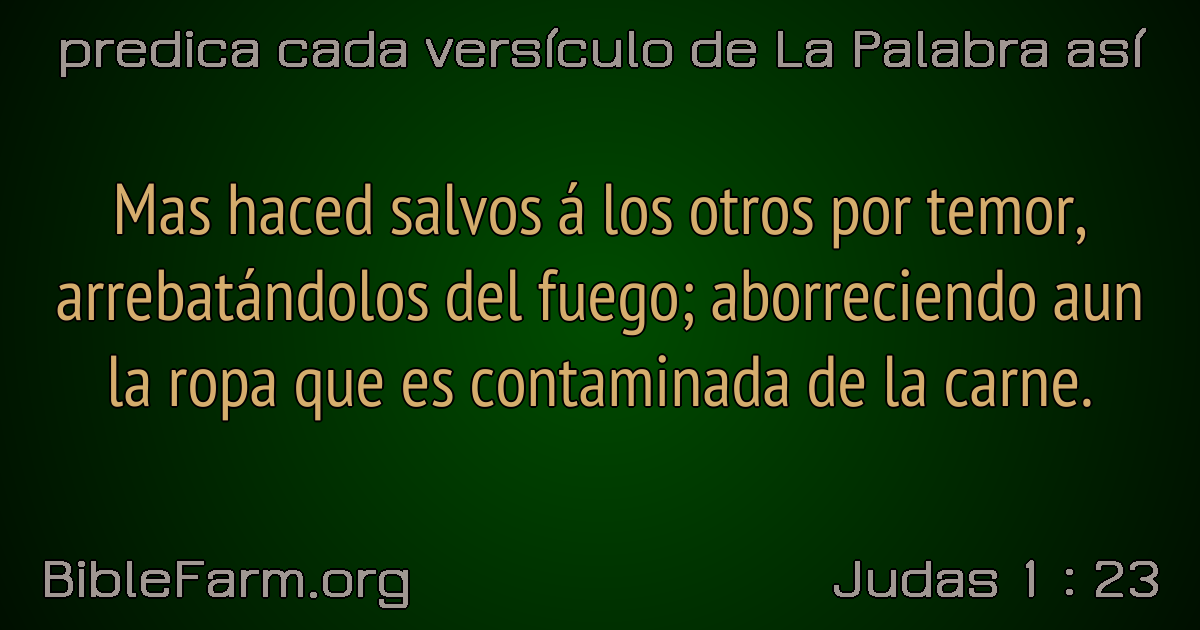 predica cada versículo de La Palabra así
Mas haced salvos á los otros por temor,
arrebatándolos del fuego; aborreciendo aun
la ropa que es contaminada de la carne.
BibleFarm.org
Judas 1 : 23